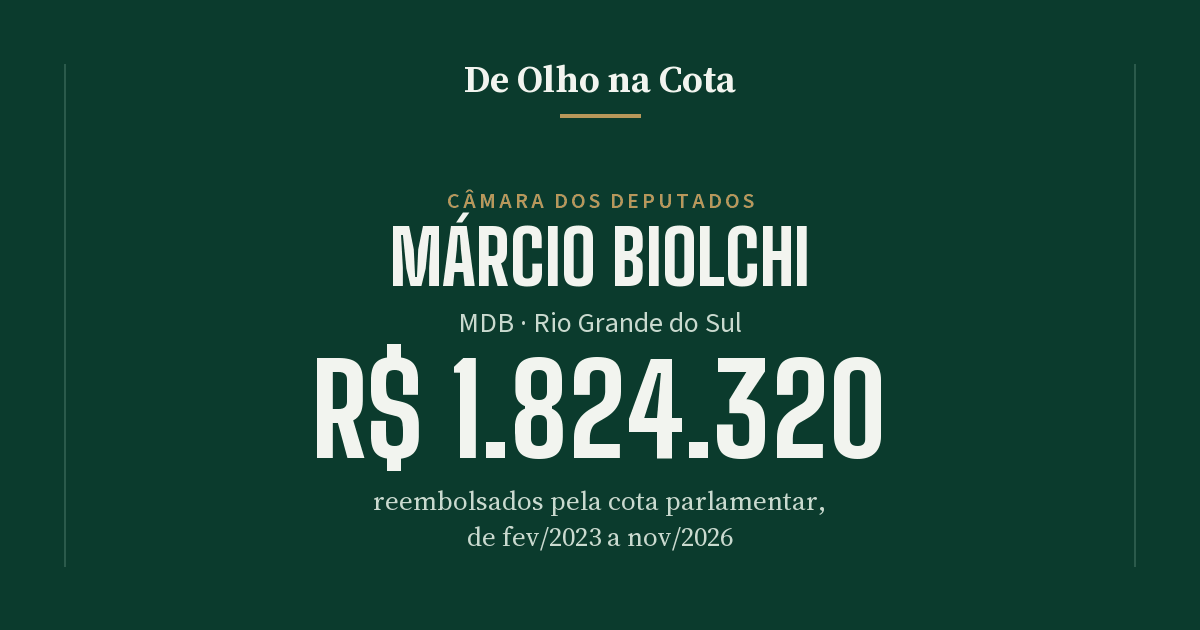 De Olho na Cota
CÂMARA DOS DEPUTADOS
MÁRCIO BIOLCHI
MDB · Rio Grande do Sul
R$ 1.824.320
reembolsados pela cota parlamentar,
de fev/2023 a nov/2026